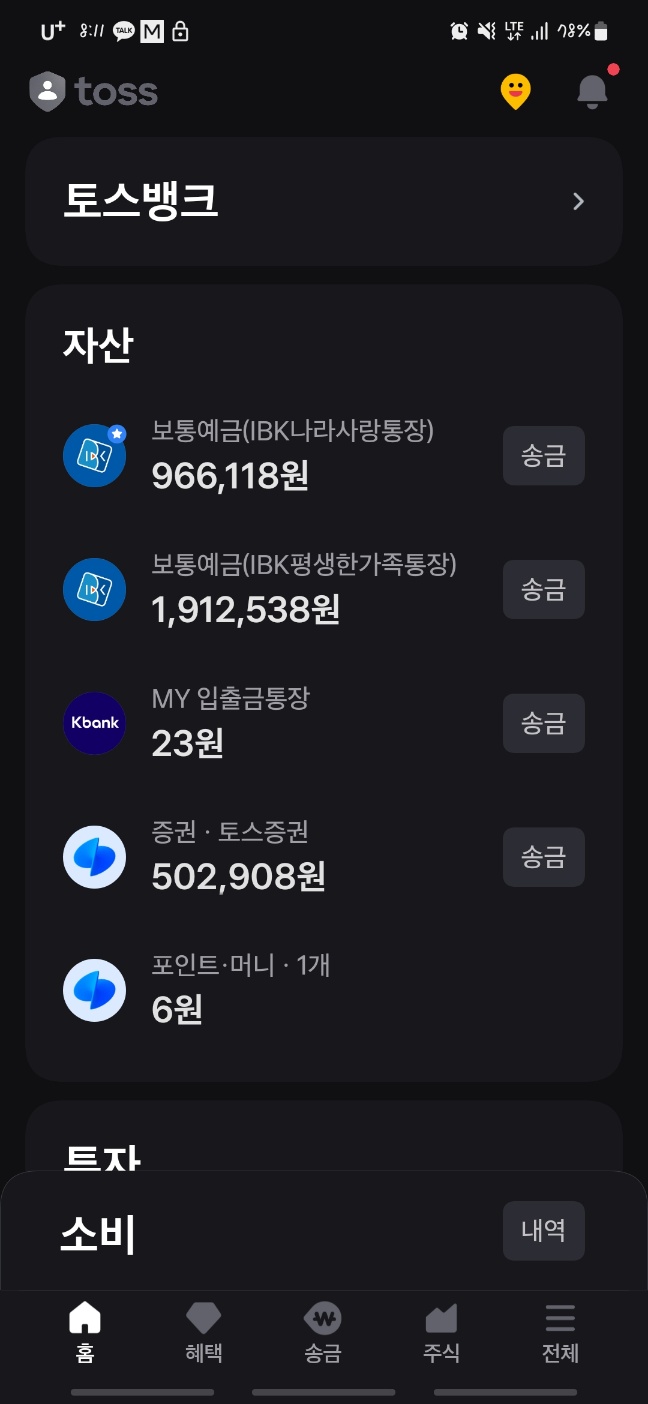 U+ 8:11 TALK M LTE 78%
toss
토스뱅크
자산
보통예금(IBK나라사랑통장)
966,118원
송금
보통예금(IBK평생한가족통장)
1,912,538원
송금
Kbank
MY 입출금통장
23원
송금
증권 · 토스증권
502,908원
송금
포인트·머니 · 1개
6원
투자
소비
내역
홈 혜택 송금 주식 전체